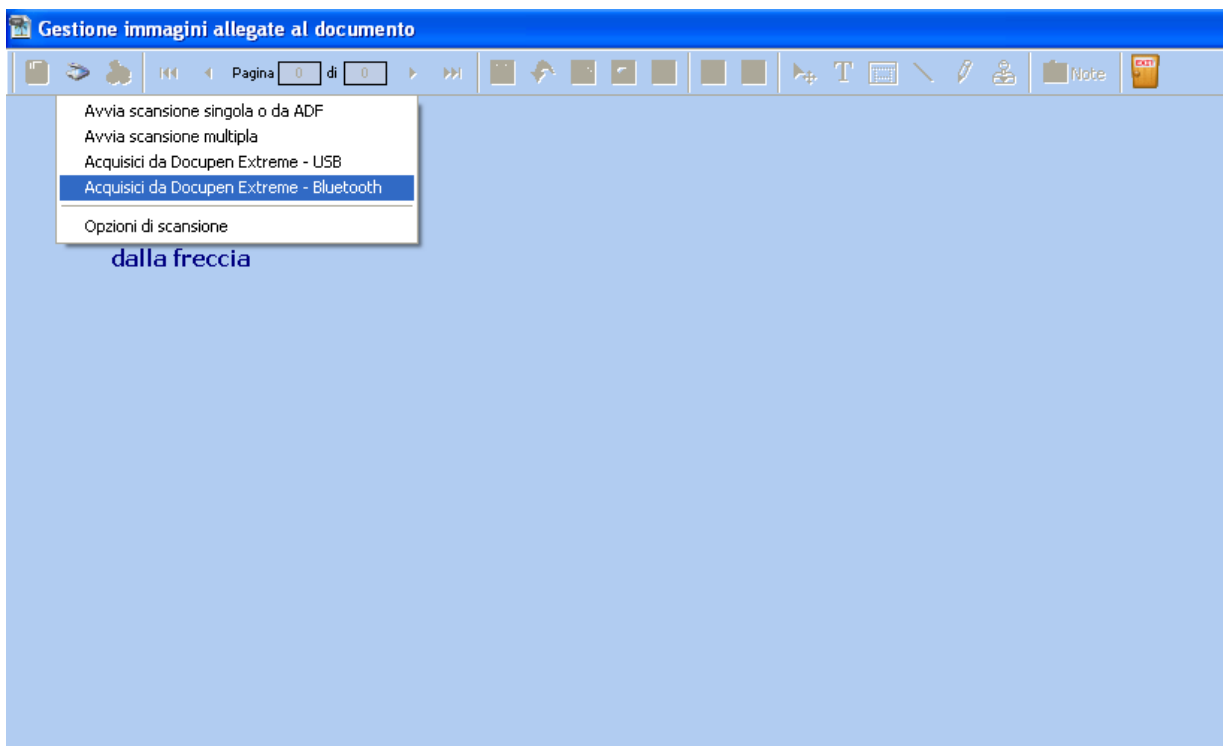 Gestione immagini allegate al documento
Pagina 0 di 0 T Note EXIT
Avvia scansione singola o da ADF
Avvia scansione multipla
Acquisici da Docupen Extreme - USB
Acquisici da Docupen Extreme - Bluetooth
Opzioni di scansione
dalla freccia